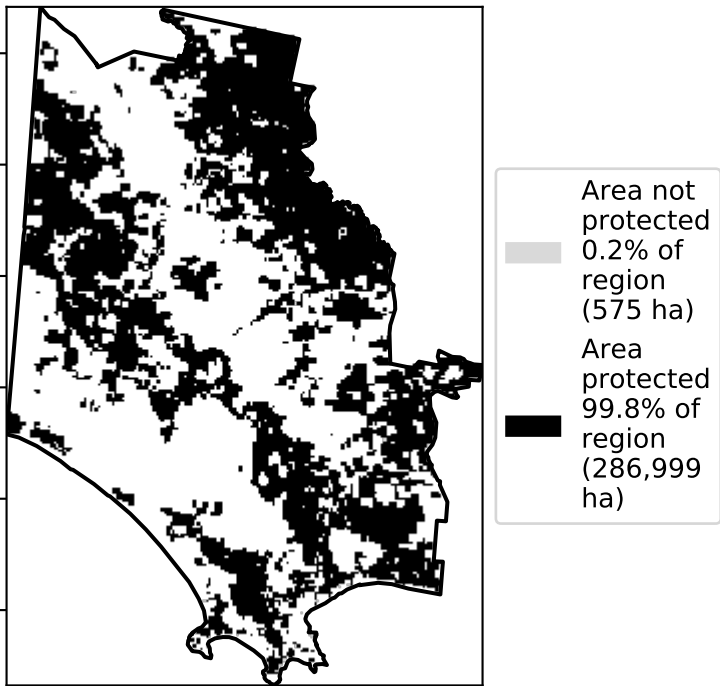 Area not
protected
0.2% of
region
(575 ha)
Area
protected
99.8% of
region
(286,999
ha)